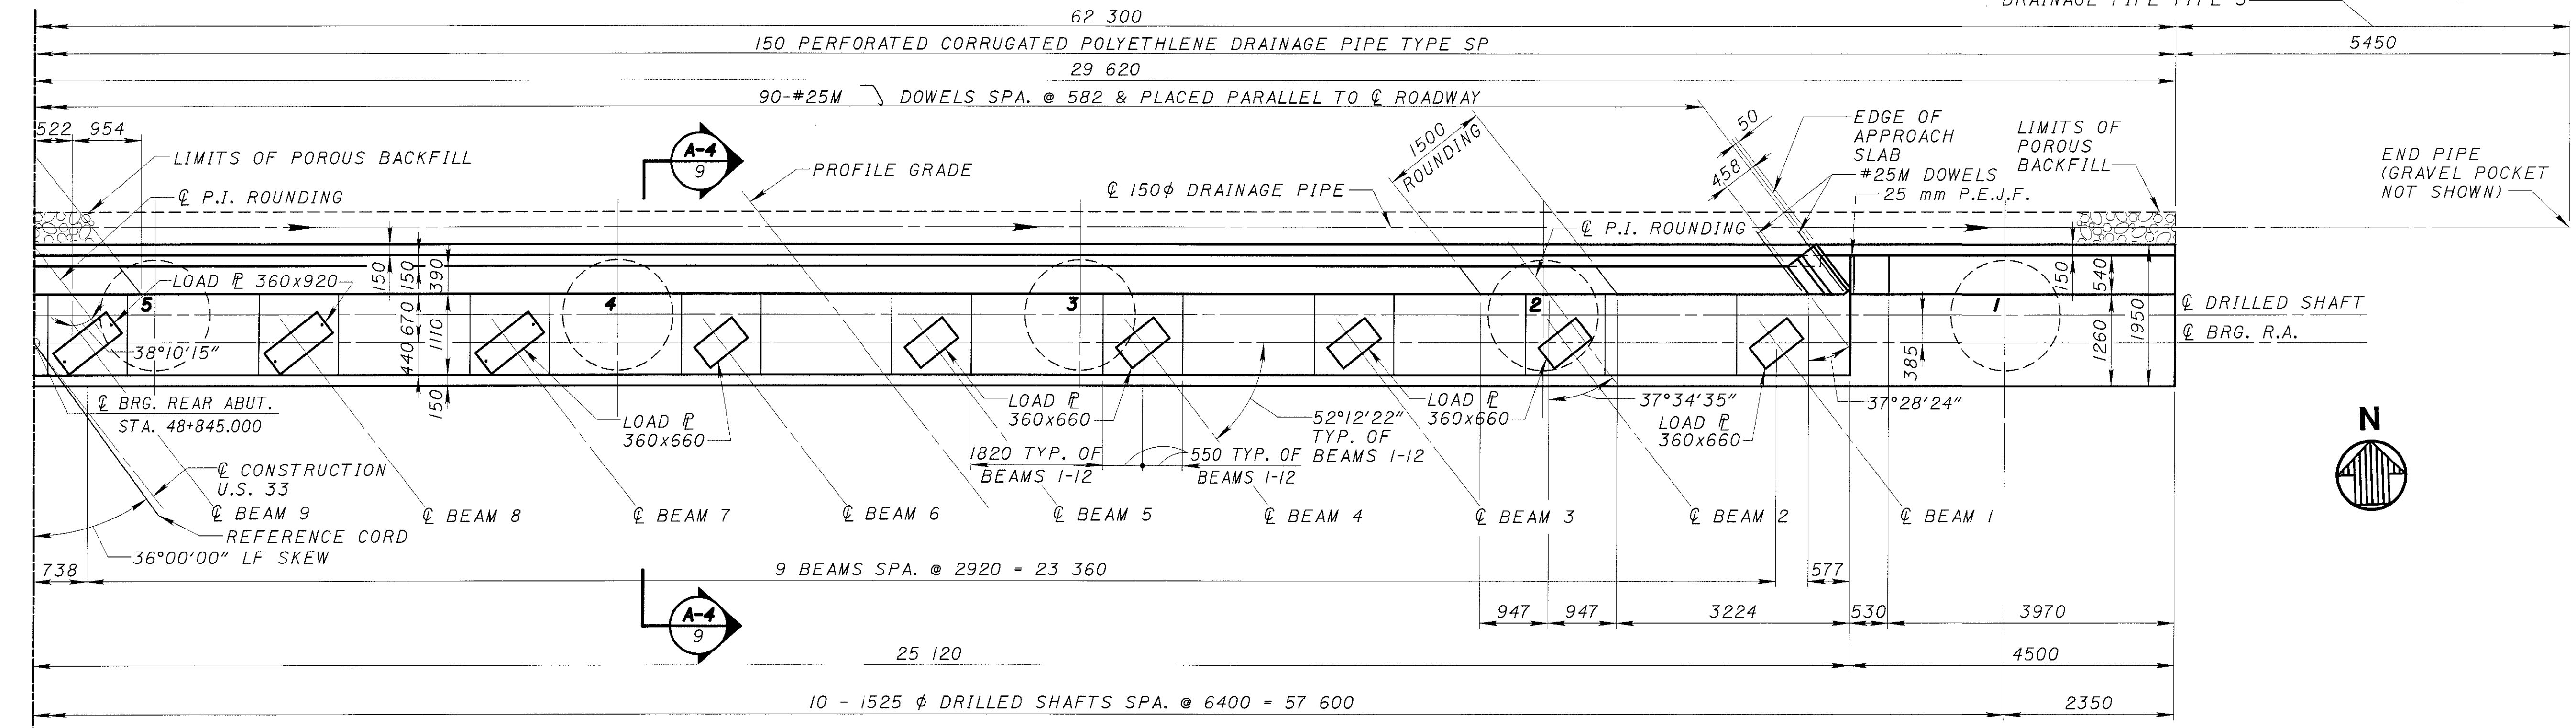 62 300
DRAINAGE PIPE TYPE S
150 PERFORATED CORRUGATED POLYETHLENE DRAINAGE PIPE TYPE SP
5450
29 620
90-#25M DOWELS SPA. @ 582 & PLACED PARALLEL TO ℄ ROADWAY
522
954
A-4
9
LIMITS OF POROUS BACKFILL
℄ P.I. ROUNDING
PROFILE GRADE
℄ 150φ DRAINAGE PIPE
1500
ROUNDING
50
458
EDGE OF
APPROACH
SLAB
#25M DOWELS
25 mm P.E.J.F.
LIMITS OF
POROUS
BACKFILL
END PIPE
(GRAVEL POCKET
NOT SHOWN)
℄ P.I. ROUNDING
150
150
390
LOAD ⅊ 360x920
5
4
3
2
1
150
540
1950
1260
385
℄ DRILLED SHAFT
℄ BRG. R.A.
670
1110
440
150
38°10'15"
℄ BRG. REAR ABUT.
STA. 48+845.000
LOAD ⅊
360x660
LOAD ⅊
360x660
LOAD ⅊
360x660
LOAD ⅊
360x660
52°12'22"
TYP. OF
BEAMS 1-12
37°34'35"
37°28'24"
1820 TYP. OF
BEAMS 1-12
550 TYP. OF
BEAMS 1-12
N
℄ CONSTRUCTION
U.S. 33
℄ BEAM 9
℄ BEAM 8
℄ BEAM 7
℄ BEAM 6
℄ BEAM 5
℄ BEAM 4
℄ BEAM 3
℄ BEAM 2
℄ BEAM 1
REFERENCE CORD
36°00'00" LF SKEW
738
9 BEAMS SPA. @ 2920 = 23 360
577
A-4
9
947
947
3224
530
3970
25 120
4500
10 - 1525 φ DRILLED SHAFTS SPA. @ 6400 = 57 600
2350